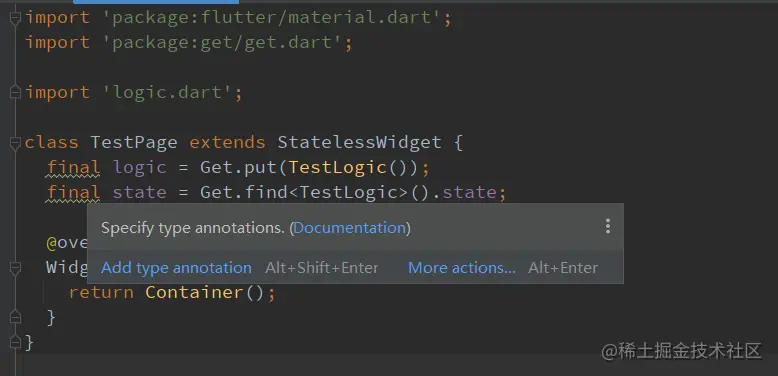 import 'package:flutter/material.dart';
import 'package:get/get.dart';
import 'logic.dart';
class TestPage extends StatelessWidget {
final logic = Get.put(TestLogic());
final state = Get.find<TestLogic>().state;
Specify type annotations. (Documentation)
@ove
Widg
Add type annotation Alt+Shift+Enter More actions... Alt+Enter
return Container();
}
}
@稀土掘金技术社区